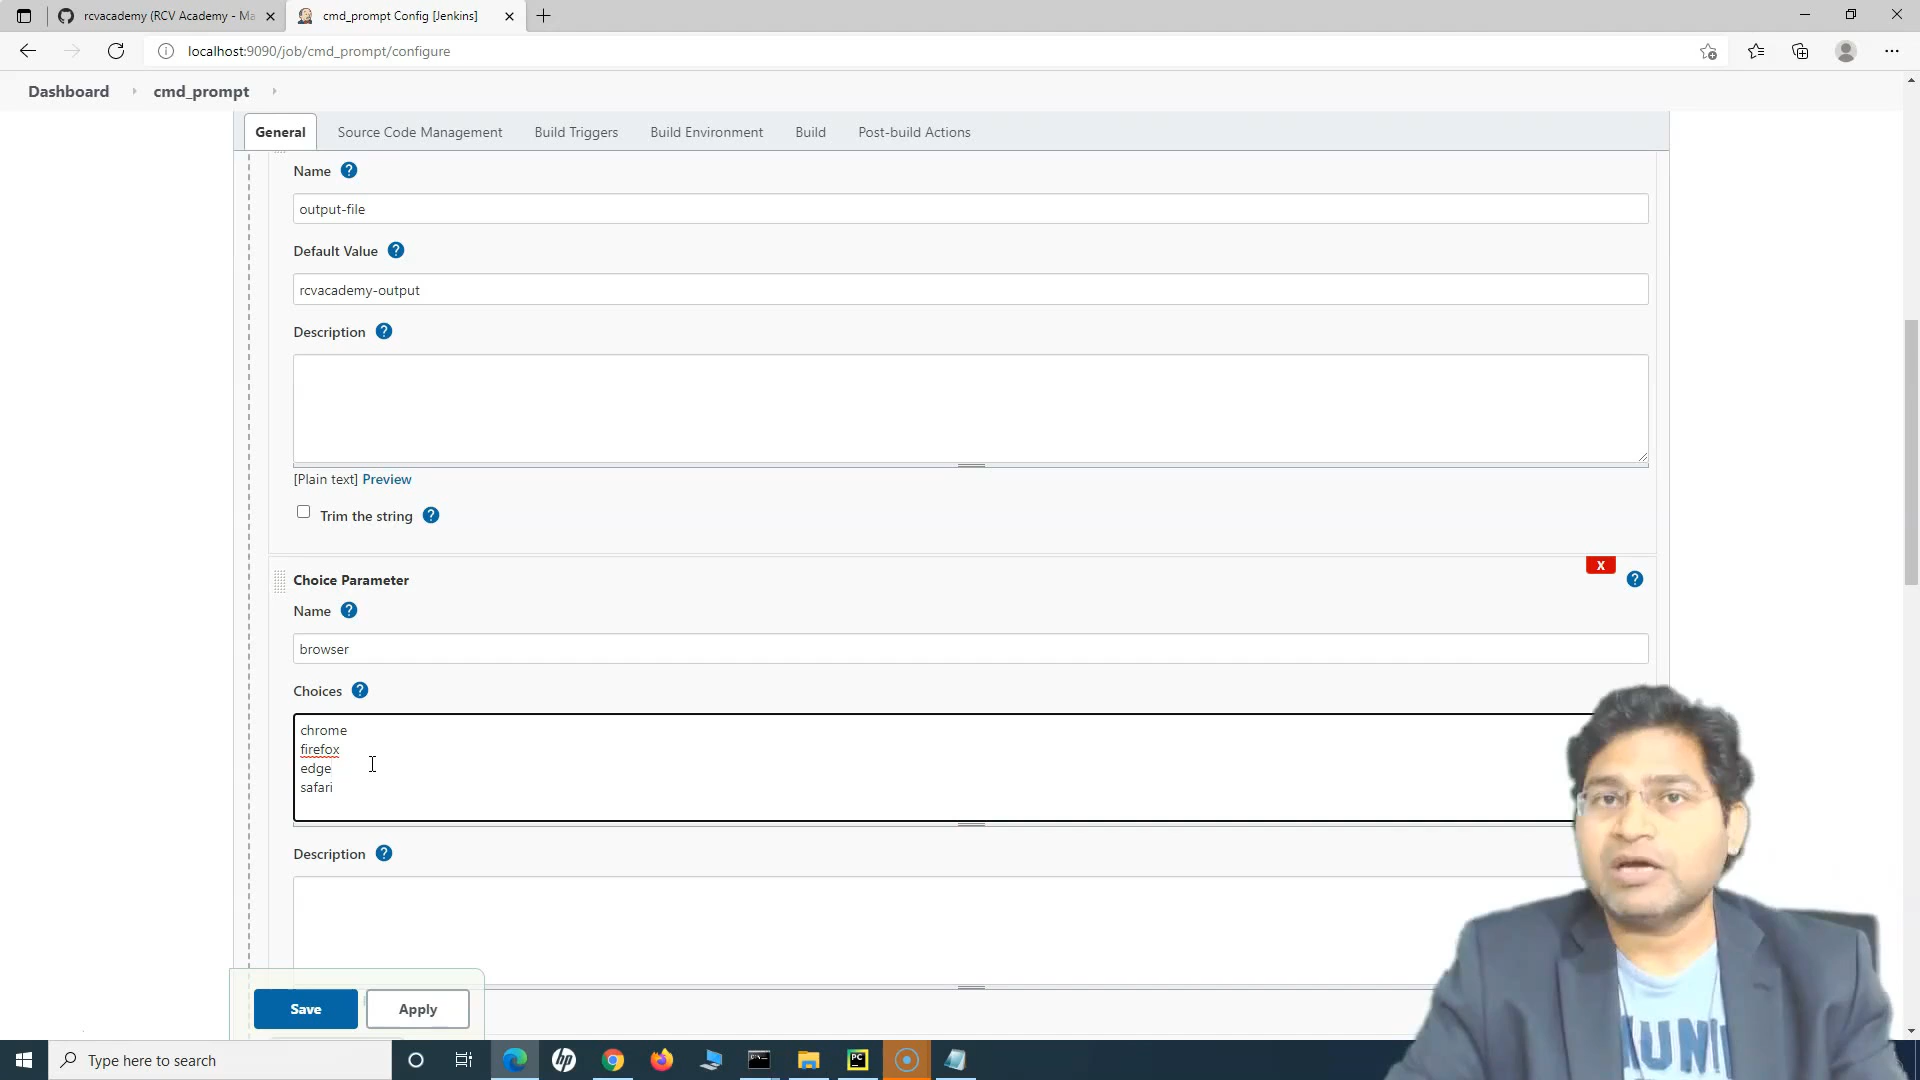 rcvacademy (RCV Academy - Ma
cmd_prompt Config [Jenkins]
localhost:9090/job/cmd_prompt/configure
Dashboard
cmd_prompt
General
Source Code Management
Build Triggers
Build Environment
Build
Post-build Actions
Name ?
output-file
Default Value ?
rcvacademy-output
Description ?
[Plain text] Preview
Trim the string ?
X
Choice Parameter ?
Name ?
browser
Choices ?
chrome
firefox
edge
safari
Description ?
Save
Apply
Type here to search
hp
PC